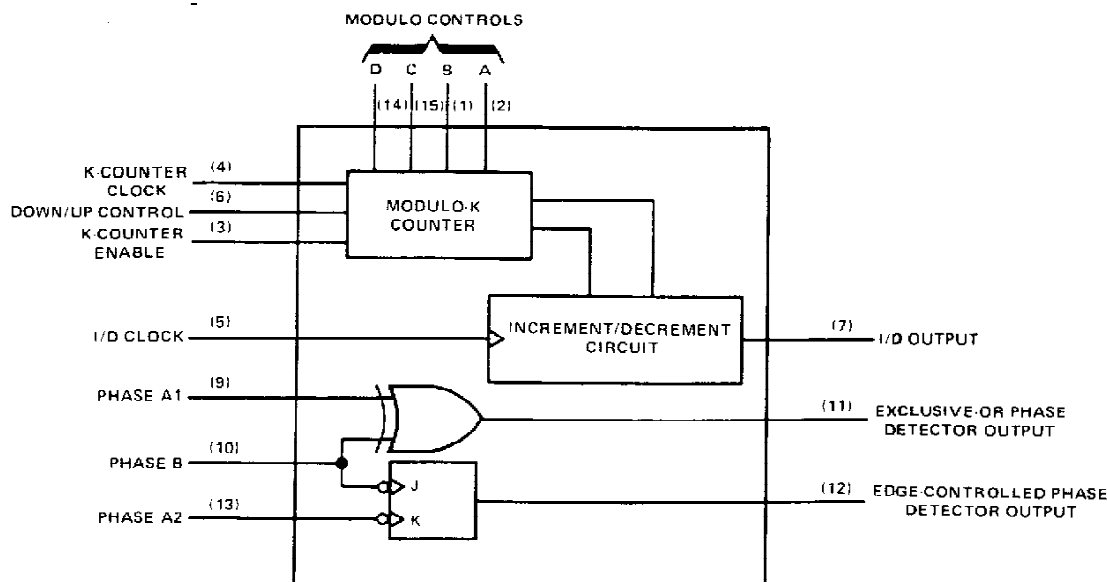 MODULO CONTROLS
D C B A
(14) (15) (1) (2)
K-COUNTER
CLOCK
(4)
DOWN/UP CONTROL
(6)
K-COUNTER
ENABLE
(3)
MODULO-K
COUNTER
I/D CLOCK
(5)
INCREMENT/DECREMENT
CIRCUIT
(7)
I/D OUTPUT
PHASE A1
(9)
(11)
EXCLUSIVE-OR PHASE
DETECTOR OUTPUT
PHASE B
(10)
J
K
(12)
EDGE-CONTROLLED PHASE
DETECTOR OUTPUT
PHASE A2
(13)